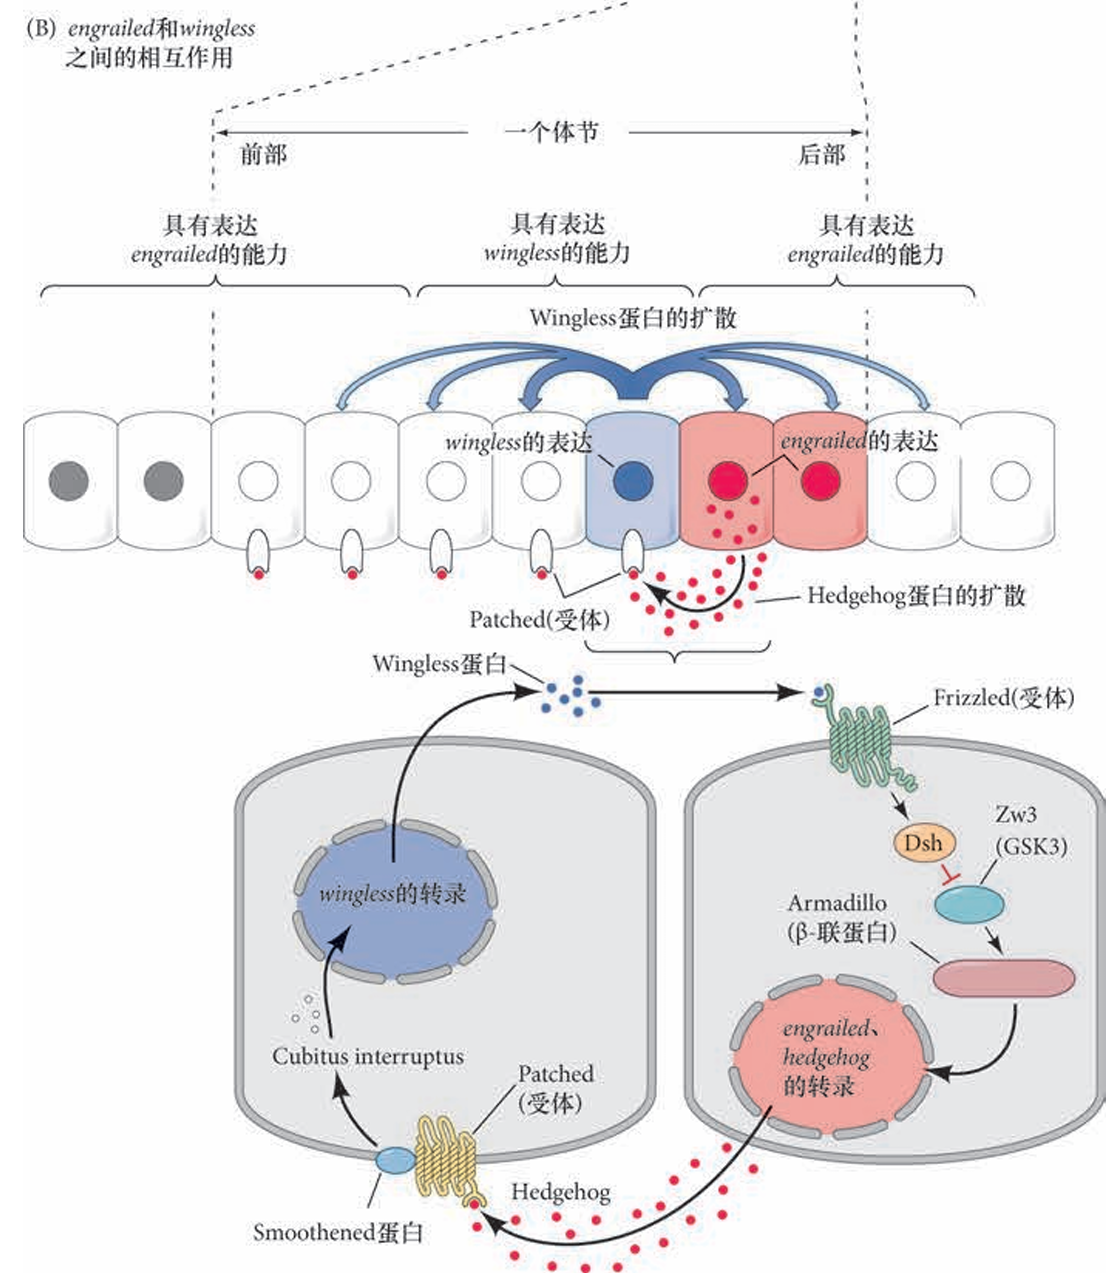 (B) engrailed和wingless
之间的相互作用
一个体节
前部
后部
具有表达
engrailed的能力
具有表达
wingless的能力
具有表达
engrailed的能力
Wingless蛋白的扩散
wingless的表达
engrailed的表达
Patched(受体)
Hedgehog蛋白的扩散
Wingless蛋白
Frizzled(受体)
Dsh
Zw3
(GSK3)
wingless的转录
Armadillo
(β-联蛋白)
engrailed、
hedgehog
的转录
Cubitus interruptus
Patched
(受体)
Hedgehog
Smoothened蛋白